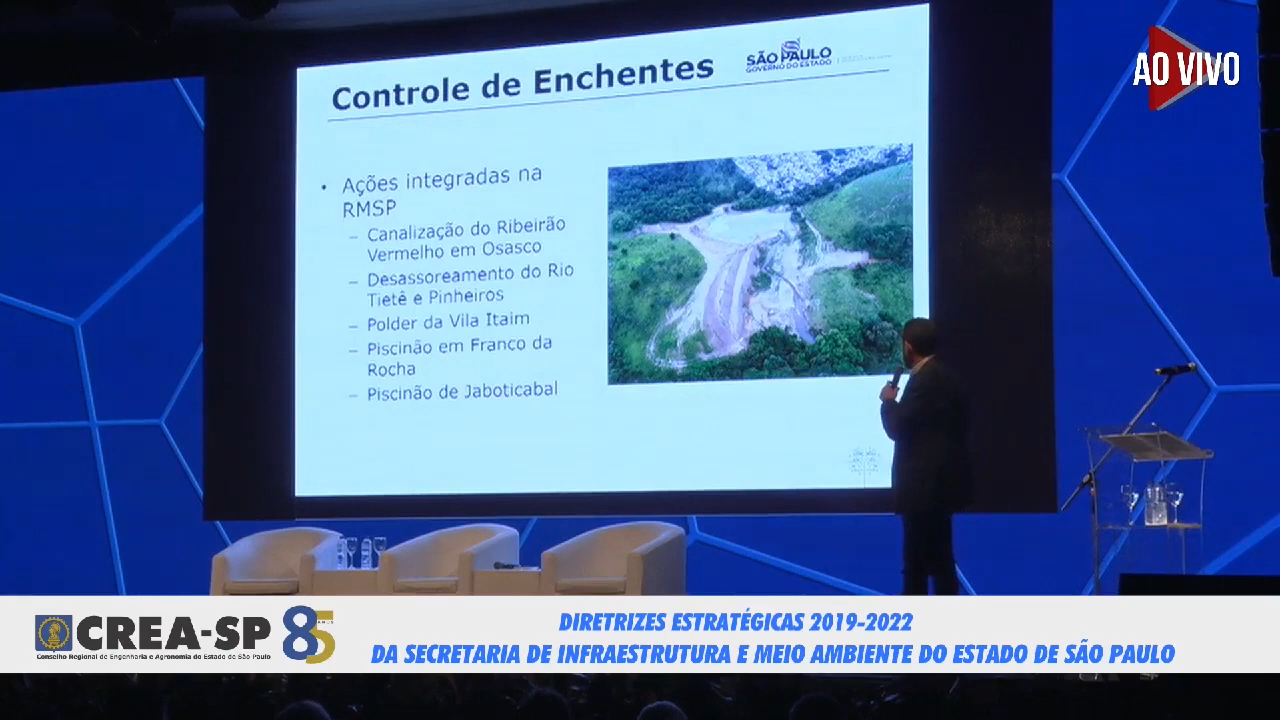 Controle de Enchentes
SÃO PAULO
GOVERNO DO ESTADO
AO VIVO
• Ações integradas na
RMSP
– Canalização do Ribeirão
Vermelho em Osasco
– Desassoreamento do Rio
Tietê e Pinheiros
– Polder da Vila Itaim
– Piscinão em Franco da
Rocha
– Piscinão de Jaboticabal
CREA-SP
Conselho Regional de Engenharia e Agronomia do Estado de São Paulo
85
ANOS
DIRETRIZES ESTRATÉGICAS 2019-2022
DA SECRETARIA DE INFRAESTRUTURA E MEIO AMBIENTE DO ESTADO DE SÃO PAULO